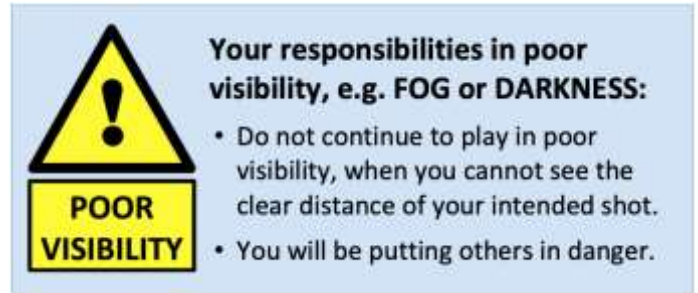 Your responsibilities in poor
visibility, e.g. FOG or DARKNESS:
• Do not continue to play in poor
visibility, when you cannot see the
clear distance of your intended shot.
• You will be putting others in danger.
!
POOR
VISIBILITY